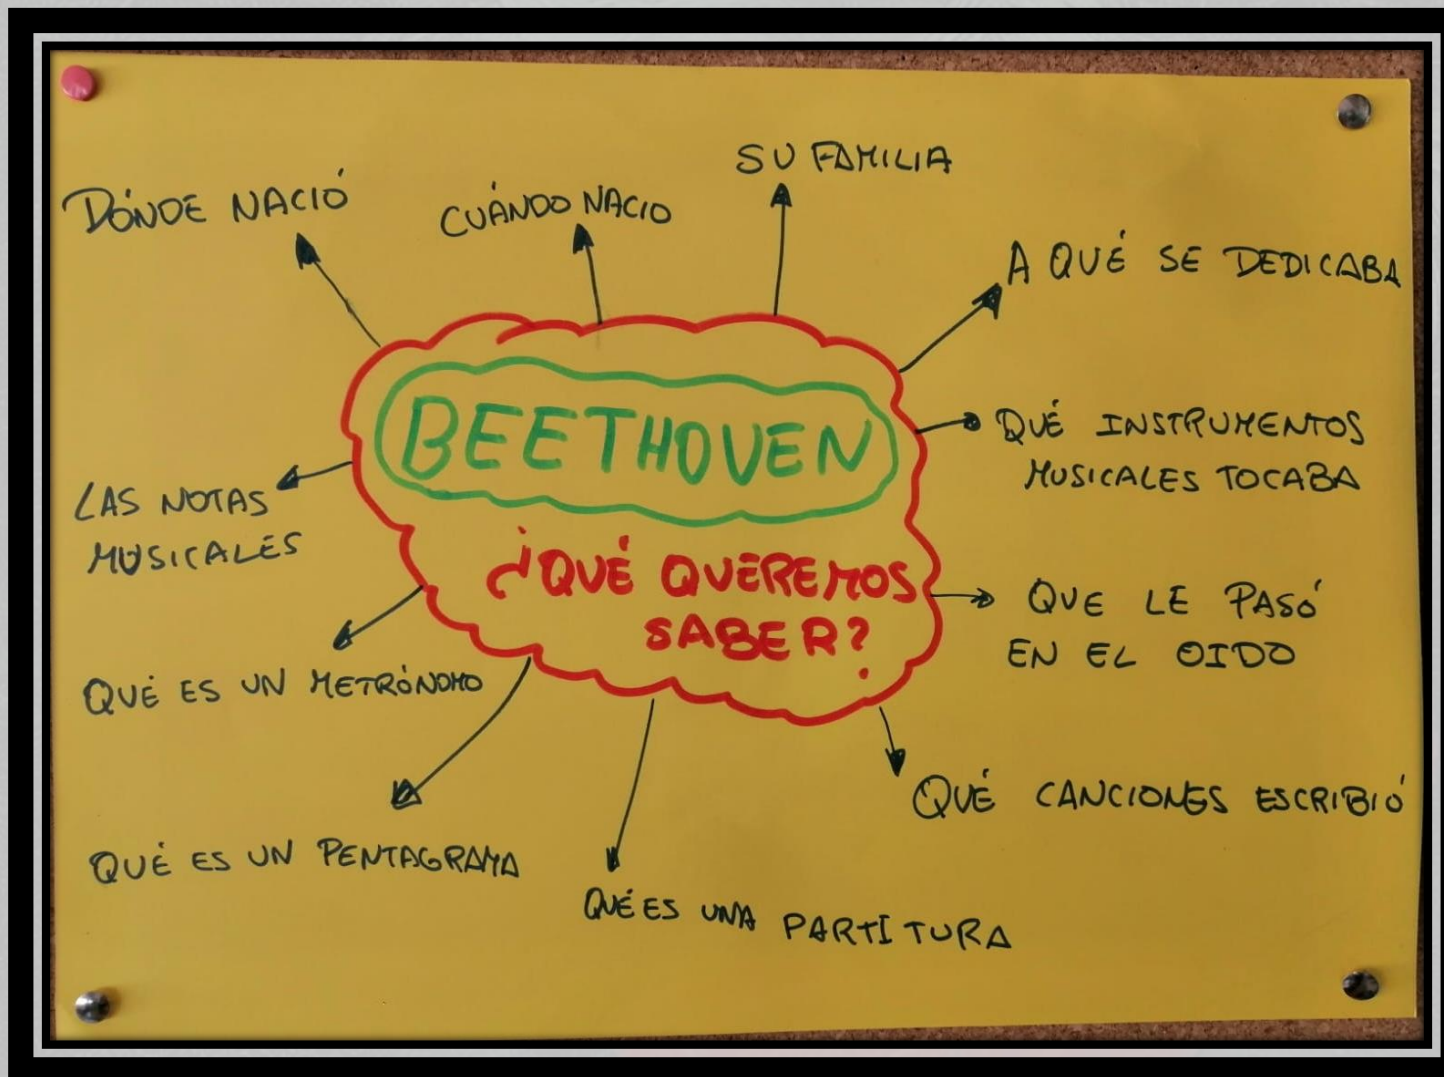 BEETHOVEN
¿QUÉ QUEREMOS
SABER?
DÓNDE NACIÓ
CUÁNDO NACIO
SU FAMILIA
A QUÉ SE DEDICABA
QUÉ INSTRUMENTOS
MUSICALES TOCABA
QUE LE PASÓ
EN EL OIDO
QUÉ CANCIONES ESCRIBIÓ
QUÉ ES UNA PARTITURA
QUÉ ES UN PENTAGRAMA
QUÉ ES UN METRÓNOMO
LAS NOTAS
MUSICALES